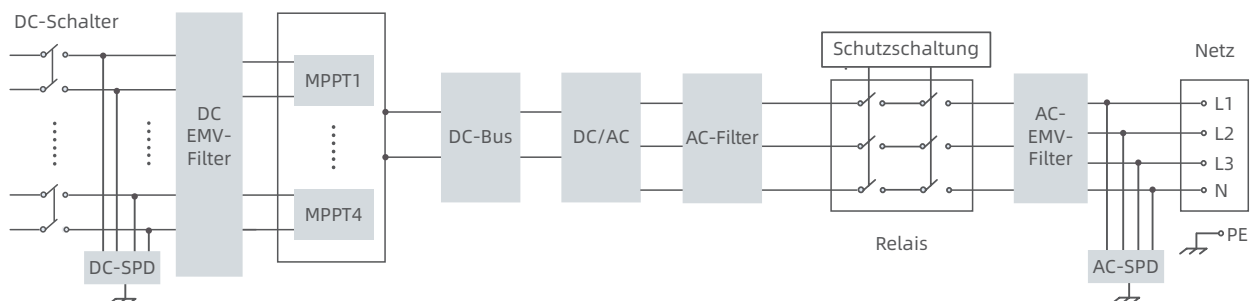 DC-Schalter
DC-SPD
DC
EMV-
Filter
MPPT1
MPPT4
DC-Bus
DC/AC
AC-Filter
Schutzschaltung
Relais
AC-
EMV-
Filter
AC-SPD
Netz
L1
L2
L3
N
PE